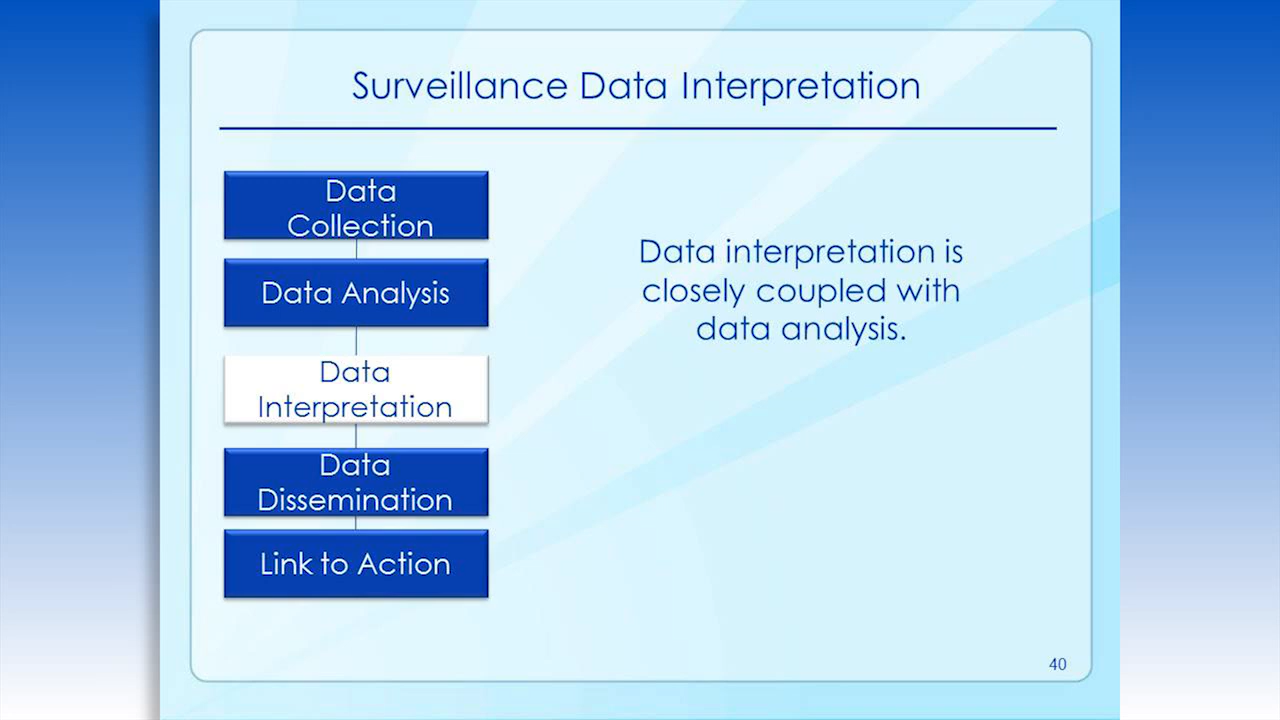 Surveillance Data Interpretation
Data
Collection
Data Analysis
Data
Interpretation
Data
Dissemination
Link to Action
Data interpretation is
closely coupled with
data analysis.
40